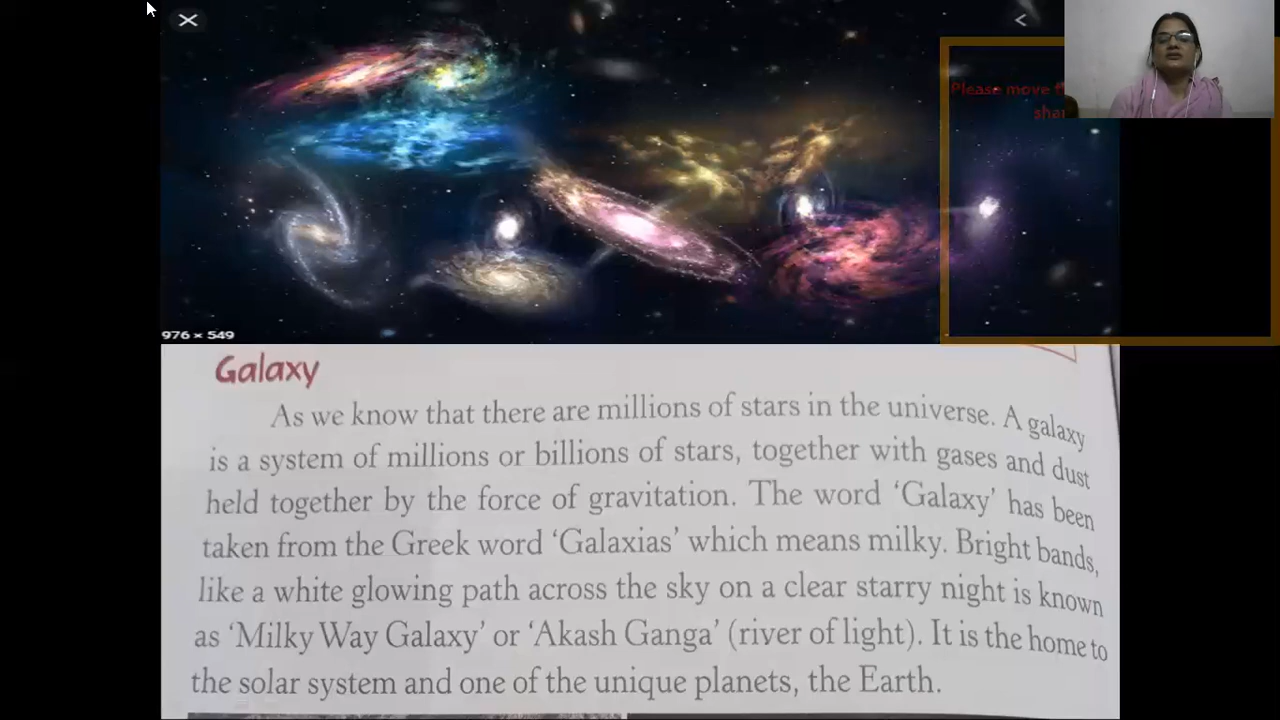 Please move t
shar
976 × 549
Galaxy
As we know that there are millions of stars in the universe. A galaxy
is a system of millions or billions of stars, together with gases and dust
held together by the force of gravitation. The word ‘Galaxy’ has been
taken from the Greek word ‘Galaxias’ which means milky. Bright bands,
like a white glowing path across the sky on a clear starry night is known
as ‘Milky Way Galaxy’ or ‘Akash Ganga’ (river of light). It is the home to
the solar system and one of the unique planets, the Earth.